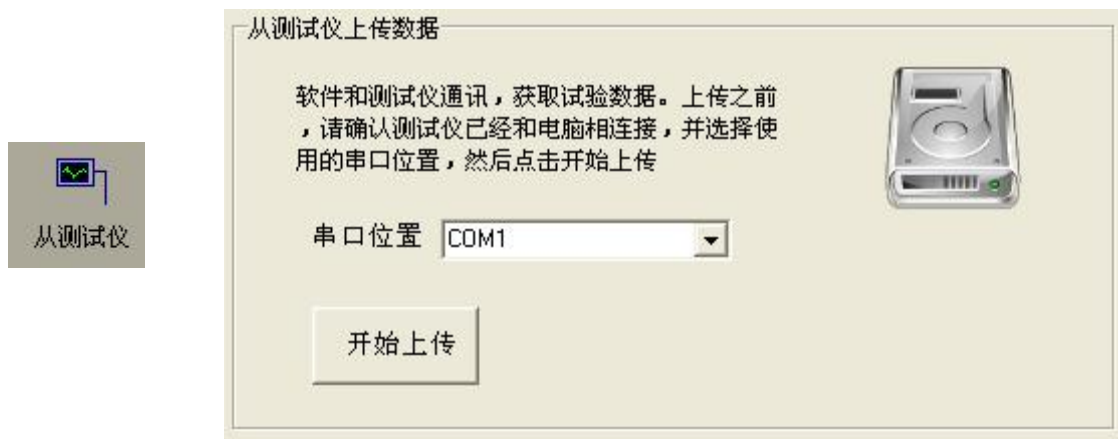 从测试仪上传数据
软件和测试仪通讯，获取试验数据。上传之前
，请确认测试仪已经和电脑相连接，并选择使
用的串口位置，然后点击开始上传
从测试仪
串口位置 COM1
开始上传